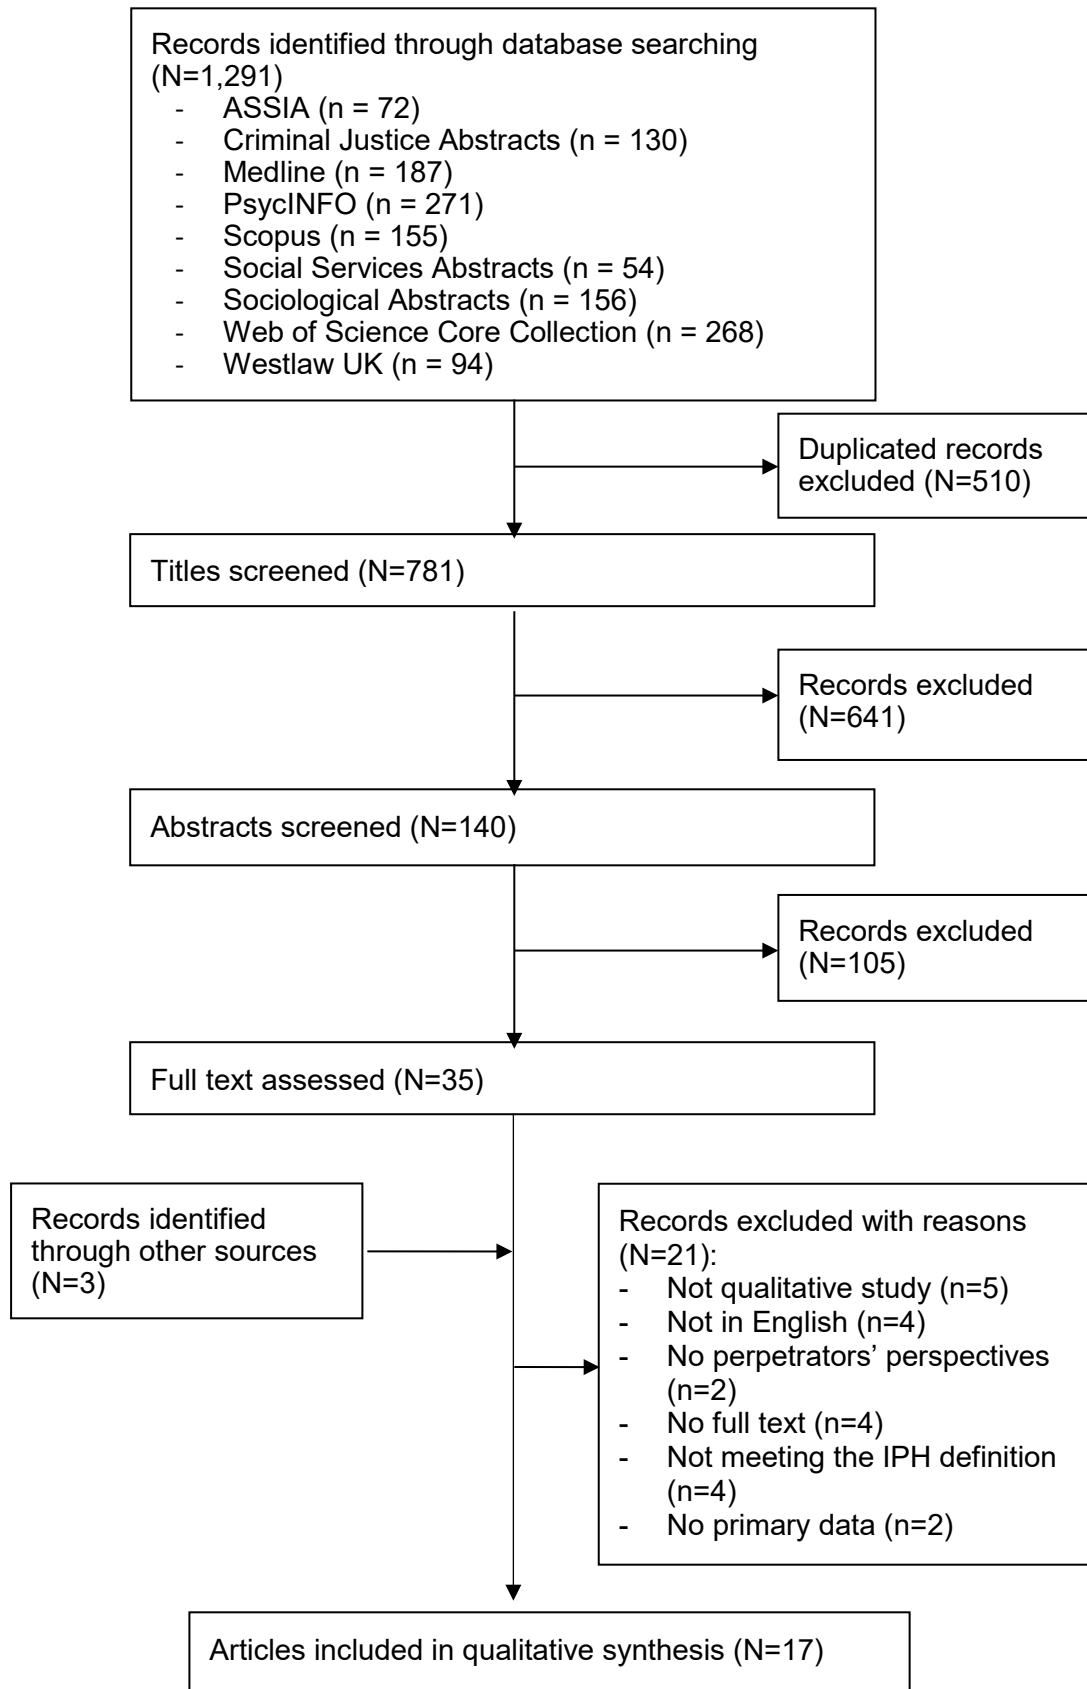 Records identified through database searching
(N=1,291)
- ASSIA (n = 72)
- Criminal Justice Abstracts (n = 130)
- Medline (n = 187)
- PsycINFO (n = 271)
- Scopus (n = 155)
- Social Services Abstracts (n = 54)
- Sociological Abstracts (n = 156)
- Web of Science Core Collection (n = 268)
- Westlaw UK (n = 94)
Duplicated records
excluded (N=510)
Titles screened (N=781)
Records excluded
(N=641)
Abstracts screened (N=140)
Records excluded
(N=105)
Full text assessed (N=35)
Records identified
through other sources
(N=3)
Records excluded with reasons
(N=21):
- Not qualitative study (n=5)
- Not in English (n=4)
- No perpetrators’ perspectives
(n=2)
- No full text (n=4)
- Not meeting the IPH definition
(n=4)
- No primary data (n=2)
Articles included in qualitative synthesis (N=17)